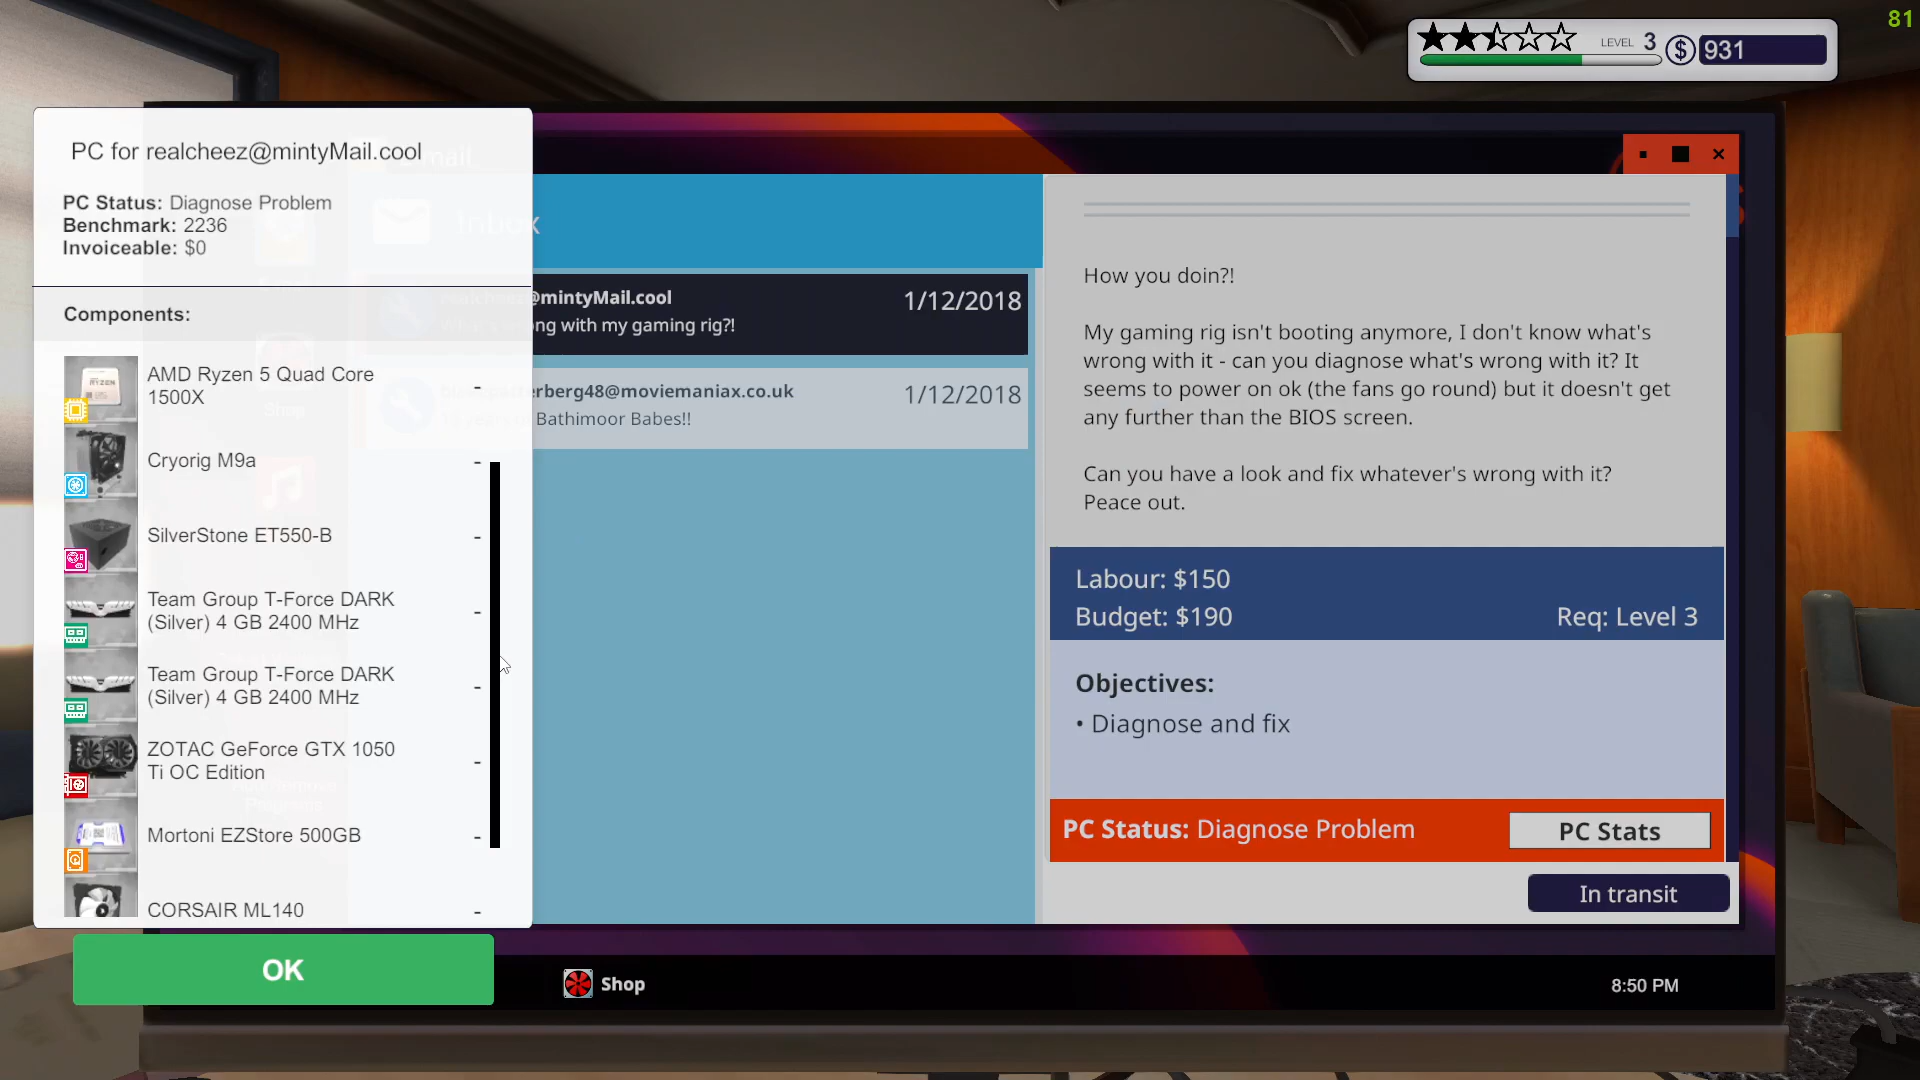 81
LEVEL 3
$ 931
PC for realcheez@mintyMail.cool
PC Status: Diagnose Problem
Benchmark: 2236
Invoiceable: $0
Components:
AMD Ryzen 5 Quad Core
1500X
-
Cryorig M9a
-
SilverStone ET550-B
-
Team Group T-Force DARK
(Silver) 4 GB 2400 MHz
-
Team Group T-Force DARK
(Silver) 4 GB 2400 MHz
-
ZOTAC GeForce GTX 1050
Ti OC Edition
-
Mortoni EZStore 500GB
-
CORSAIR ML140
-
OK
Inbox
realcheez@mintyMail.cool
1/12/2018
What's wrong with my gaming rig?!
1/12/2018
Bathimoor Babes!!
How you doin?!
My gaming rig isn't booting anymore, I don't know what's
wrong with it - can you diagnose what's wrong with it? It
seems to power on ok (the fans go round) but it doesn't get
any further than the BIOS screen.
Can you have a look and fix whatever's wrong with it?
Peace out.
Labour: $150
Budget: $190
Req: Level 3
Objectives:
• Diagnose and fix
PC Status: Diagnose Problem
PC Stats
In transit
Shop
8:50 PM